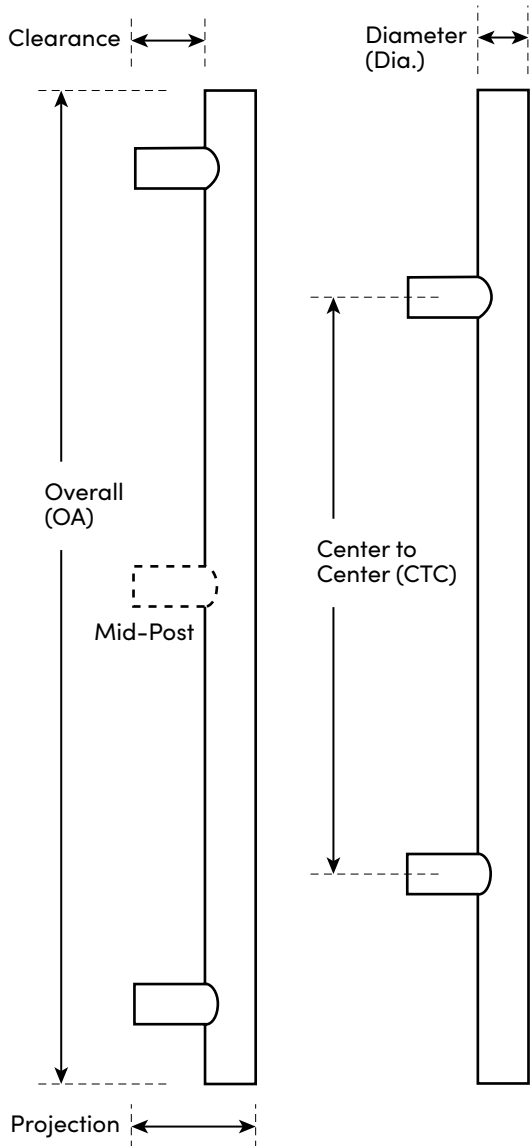 Clearance
Diameter
(Dia.)
Overall
(OA)
Center to
Center (CTC)
Mid-Post
Projection